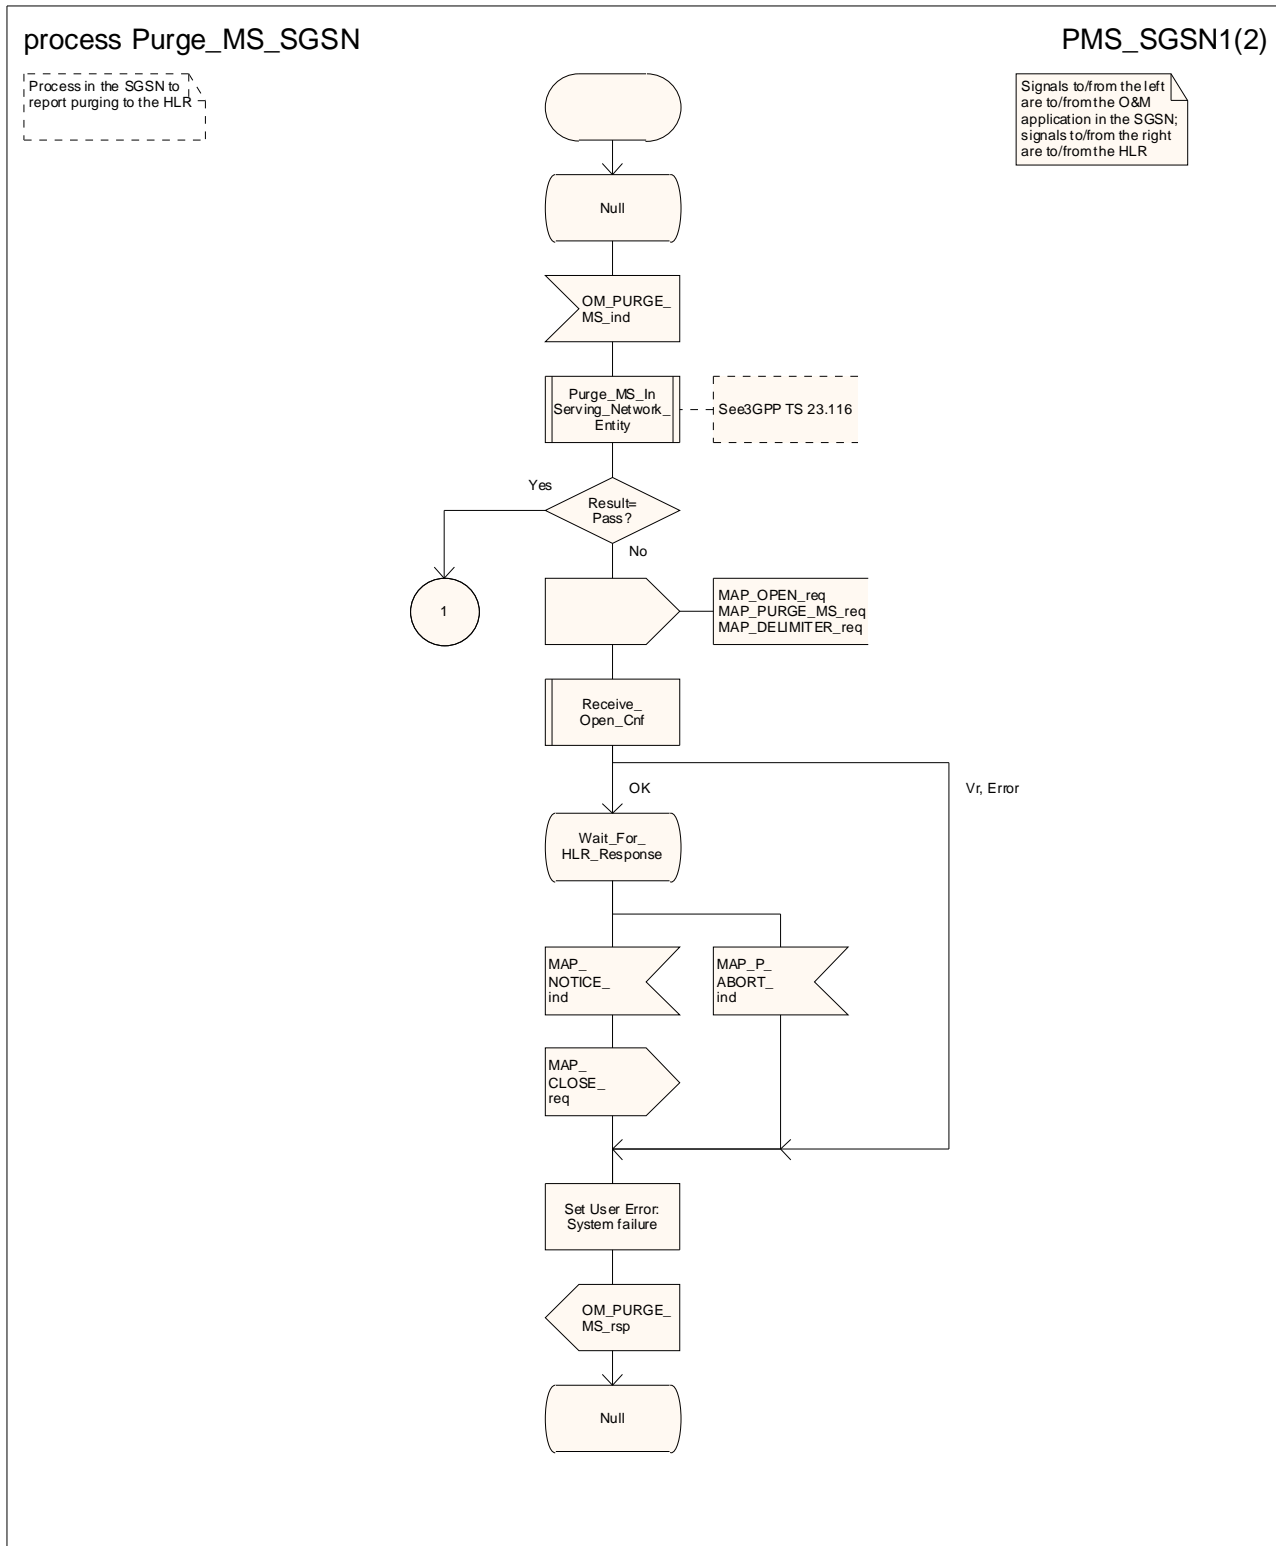 process Purge_MS_SGSN
PMS_SGSN1(2)
Process in the SGSN to
report purging to the HLR
Signals to/from the left
are to/from the O&M
application in the SGSN;
signals to/from the right
are to/from the HLR
Null
OM_PURGE_
MS_ind
Purge_MS_In
Serving_Network_
Entity
See3GPP TS 23.116
Yes
Result=
Pass?
No
1
MAP_OPEN_req
MAP_PURGE_MS_req
MAP_DELIMITER_req
Receive_
Open_Cnf
OK
Vr, Error
Wait_For_
HLR_Response
MAP_
NOTICE_
ind
MAP_P_
ABORT_
ind
MAP_
CLOSE_
req
Set User Error:
System failure
OM_PURGE_
MS_rsp
Null